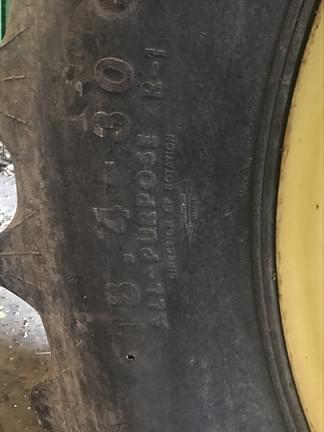 18.4-30
ALL-PURPOSE R-1
DIRECTION OF ROTATION